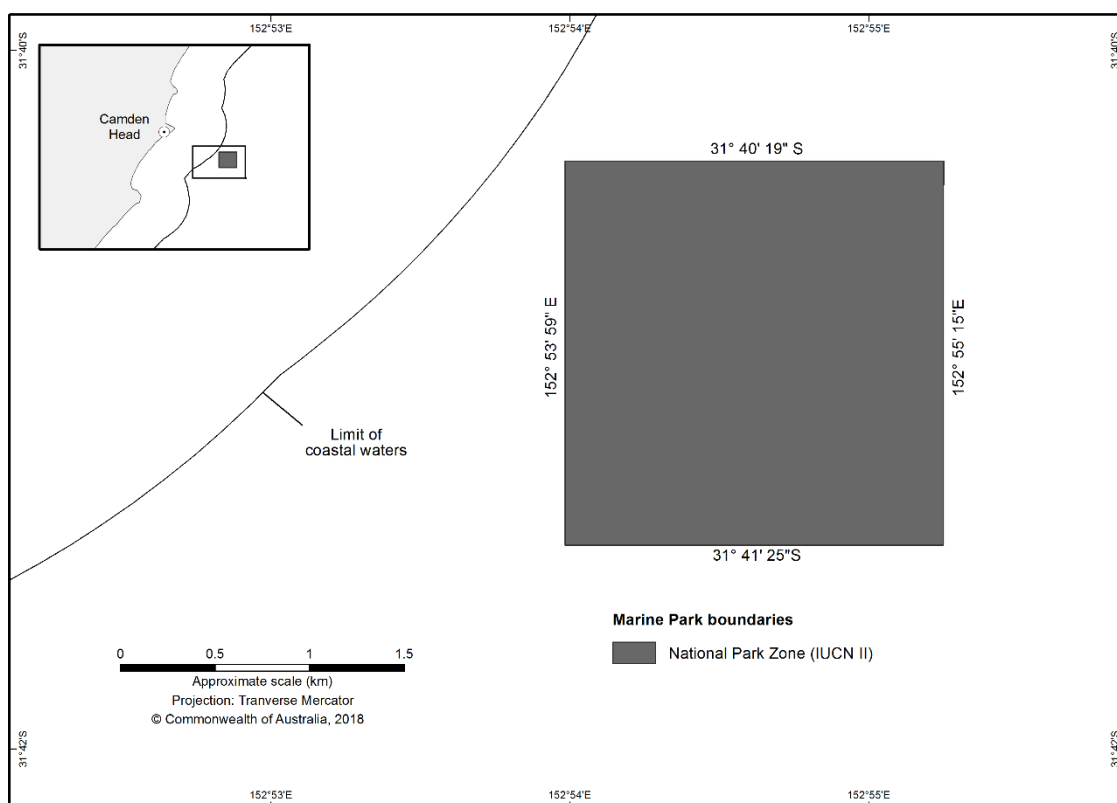 152°53'E
152°54'E
152°55'E
31°40'S
31°40'S
Camden
Head
31° 40' 19" S
152° 53' 59" E
152° 55' 15"E
Limit of
coastal waters
31° 41' 25"S
Marine Park boundaries
National Park Zone (IUCN II)
0 0.5 1 1.5
Approximate scale (km)
Projection: Tranverse Mercator
© Commonwealth of Australia, 2018
31°42'S
31°42'S
152°53'E
152°54'E
152°55'E